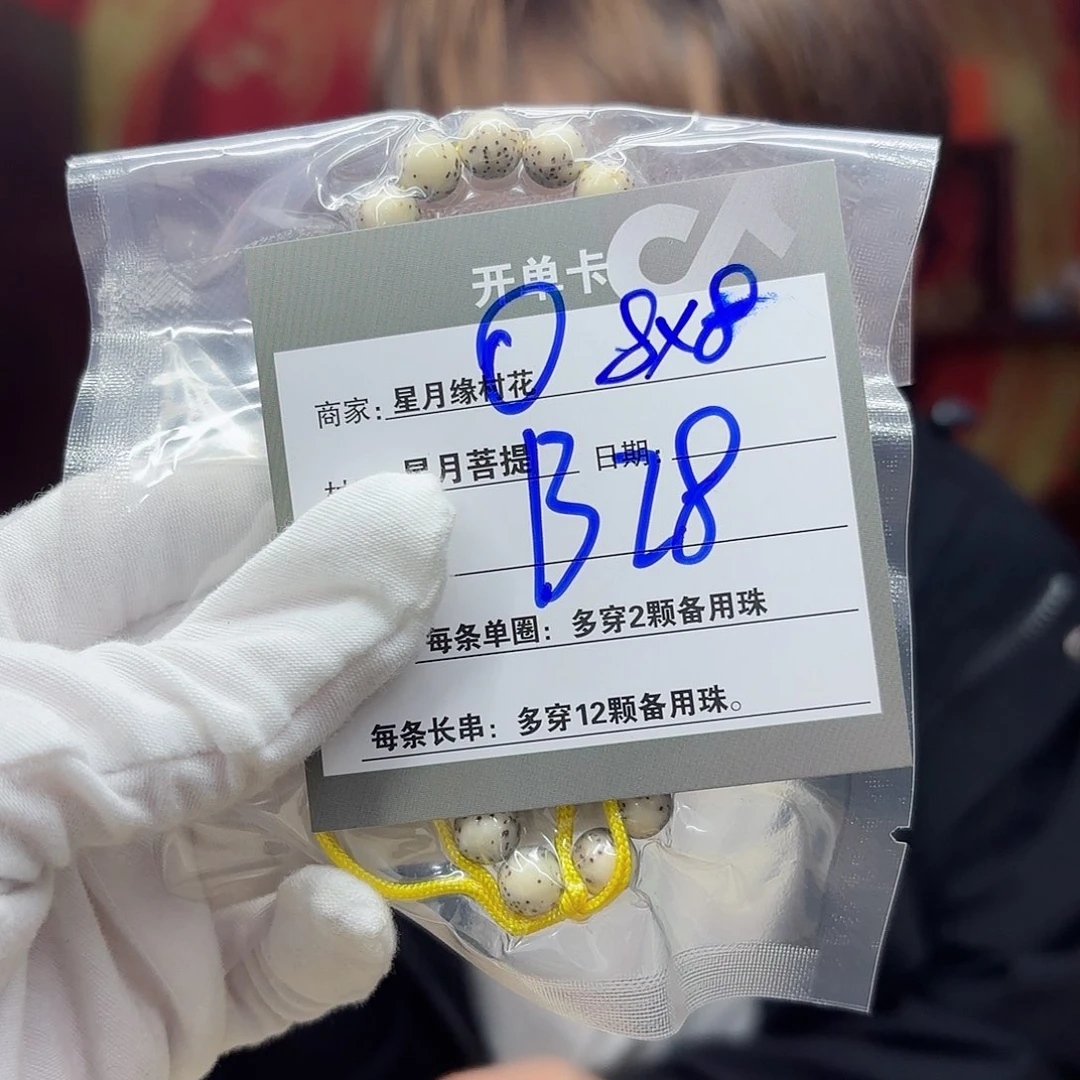 开单卡
O 8×8
商家：星月缘村花
星月菩提 日期：
B28
每条单圈：多穿2颗备用珠
每条长串：多穿12颗备用珠。